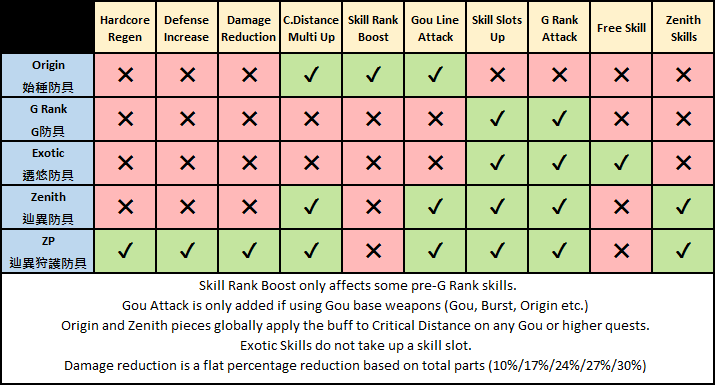 Hardcore Regen
Defense Increase
Damage Reduction
C.Distance Multi Up
Skill Rank Boost
Gou Line Attack
Skill Slots Up
G Rank Attack
Free Skill
Zenith Skills
Origin
始種防具
✕ ✕ ✕ ✓ ✓ ✓ ✕ ✕ ✕ ✕
G Rank
G防具
✕ ✕ ✕ ✕ ✕ ✕ ✓ ✓ ✕ ✕
Exotic
遷悠防具
✕ ✕ ✕ ✕ ✕ ✕ ✓ ✓ ✓ ✕
Zenith
辿異防具
✕ ✕ ✕ ✓ ✕ ✓ ✓ ✓ ✕ ✓
ZP
辿異狩護防具
✓ ✓ ✓ ✓ ✕ ✓ ✓ ✓ ✕ ✓
Skill Rank Boost only affects some pre-G Rank skills.
Gou Attack is only added if using Gou base weapons (Gou, Burst, Origin etc.)
Origin and Zenith pieces globally apply the buff to Critical Distance on any Gou or higher quests.
Exotic Skills do not take up a skill slot.
Damage reduction is a flat percentage reduction based on total parts (10%/17%/24%/27%/30%)